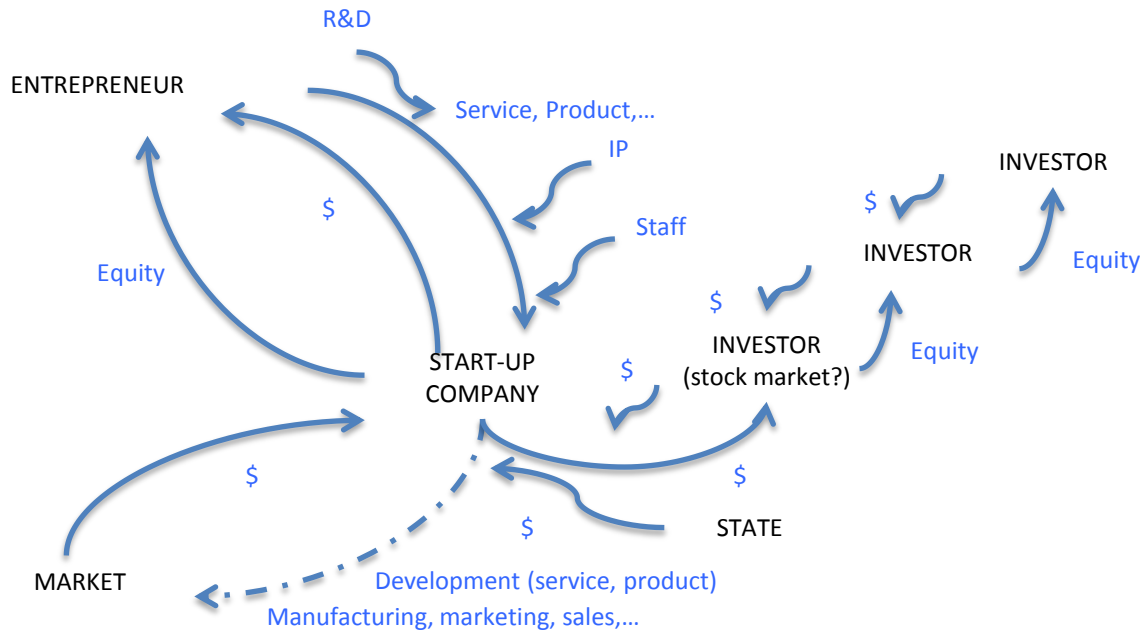 R&D
ENTREPRENEUR
Service, Product,...
IP
INVESTOR
$
$
Staff
INVESTOR
Equity
Equity
$
START-UP
COMPANY
INVESTOR
(stock market?)
Equity
$
$
$
$
STATE
MARKET
Development (service, product)
Manufacturing, marketing, sales,...